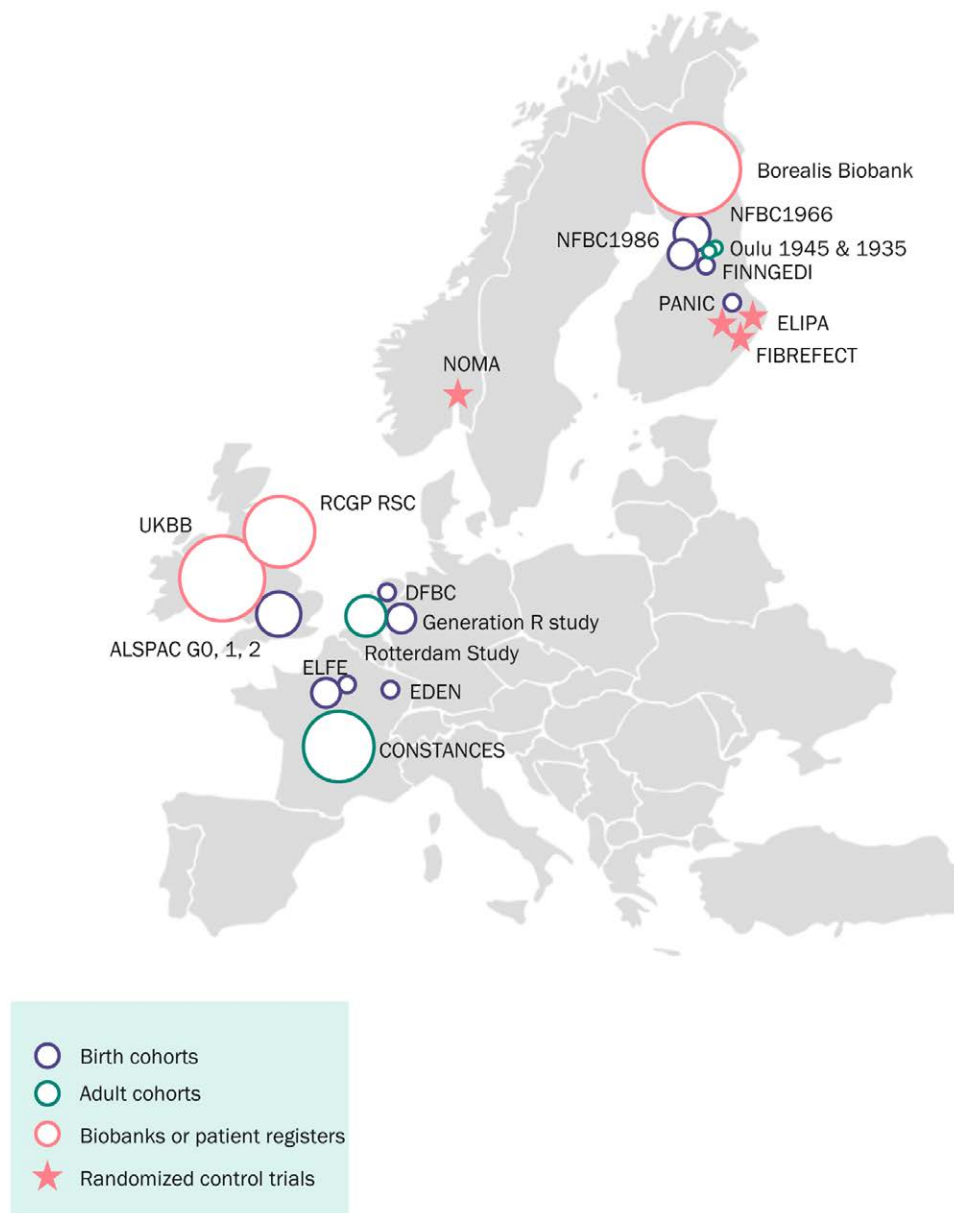 Borealis Biobank
NFBC1966
NFBC1986
Oulu 1945 & 1935
FINNGEDI
PANIC
ELIPA
FIBREFECT
NOMA
RCGP RSC
UKBB
DFBC
Generation R study
ALSPAC G0, 1, 2
Rotterdam Study
ELFE
EDEN
CONSTANCES
Birth cohorts
Adult cohorts
Biobanks or patient registers
Randomized control trials